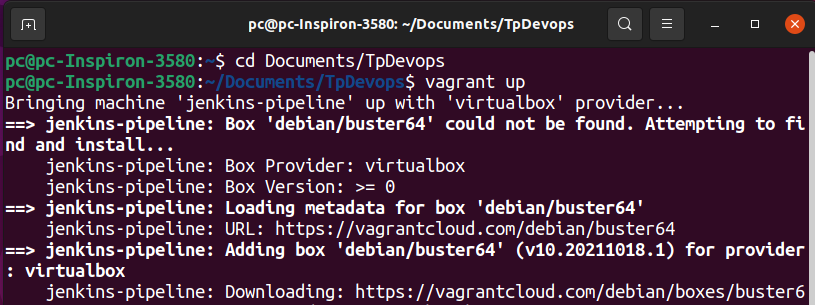 pc@pc-Inspiron-3580: ~/Documents/TpDevops
pc@pc-Inspiron-3580:~$ cd Documents/TpDevops
pc@pc-Inspiron-3580:~/Documents/TpDevops$ vagrant up
Bringing machine 'jenkins-pipeline' up with 'virtualbox' provider...
==> jenkins-pipeline: Box 'debian/buster64' could not be found. Attempting to fi
nd and install...
    jenkins-pipeline: Box Provider: virtualbox
    jenkins-pipeline: Box Version: >= 0
==> jenkins-pipeline: Loading metadata for box 'debian/buster64'
    jenkins-pipeline: URL: https://vagrantcloud.com/debian/buster64
==> jenkins-pipeline: Adding box 'debian/buster64' (v10.20211018.1) for provider
: virtualbox
    jenkins-pipeline: Downloading: https://vagrantcloud.com/debian/boxes/buster6